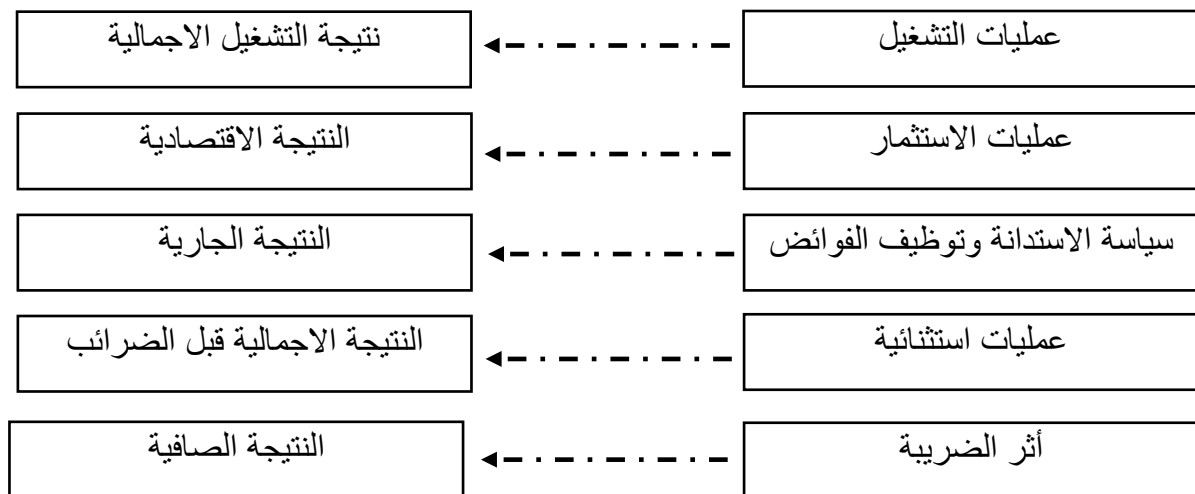 عمليات التشغيل
نتيجة التشغيل الاجمالية
عمليات الاستثمار
النتيجة الاقتصادية
سياسة الاستدانة وتوظيف الفوائض
النتيجة الجارية
عمليات استثنائية
النتيجة الاجمالية قبل الضرائب
أثر الضريبة
النتيجة الصافية